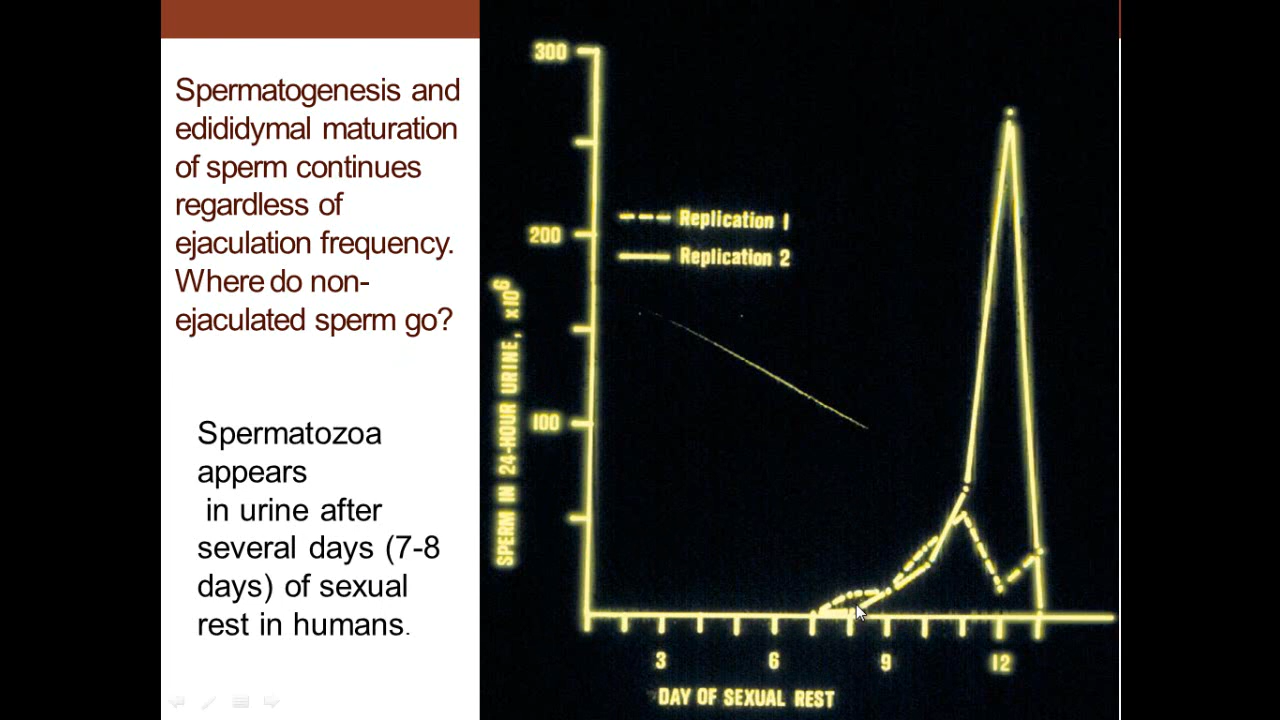 Spermatogenesis and
edididymal maturation
of sperm continues
regardless of
ejaculation frequency.
Where do non-
ejaculated sperm go?
Spermatozoa
appears
in urine after
several days (7-8
days) of sexual
rest in humans.
300
200
100
SPERM IN 24-HOUR URINE, x10⁶
Replication 1
Replication 2
3 6 9 12
DAY OF SEXUAL REST